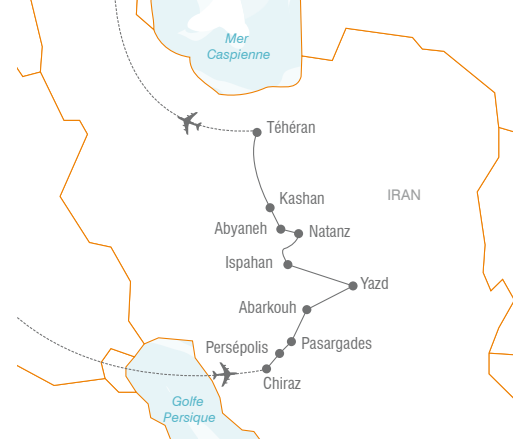 Mer
Caspienne
Téhéran
Kashan
IRAN
Abyaneh
Natanz
Ispahan
Yazd
Abarkouh
Persépolis
Pasargades
Chiraz
Golfe
Persique